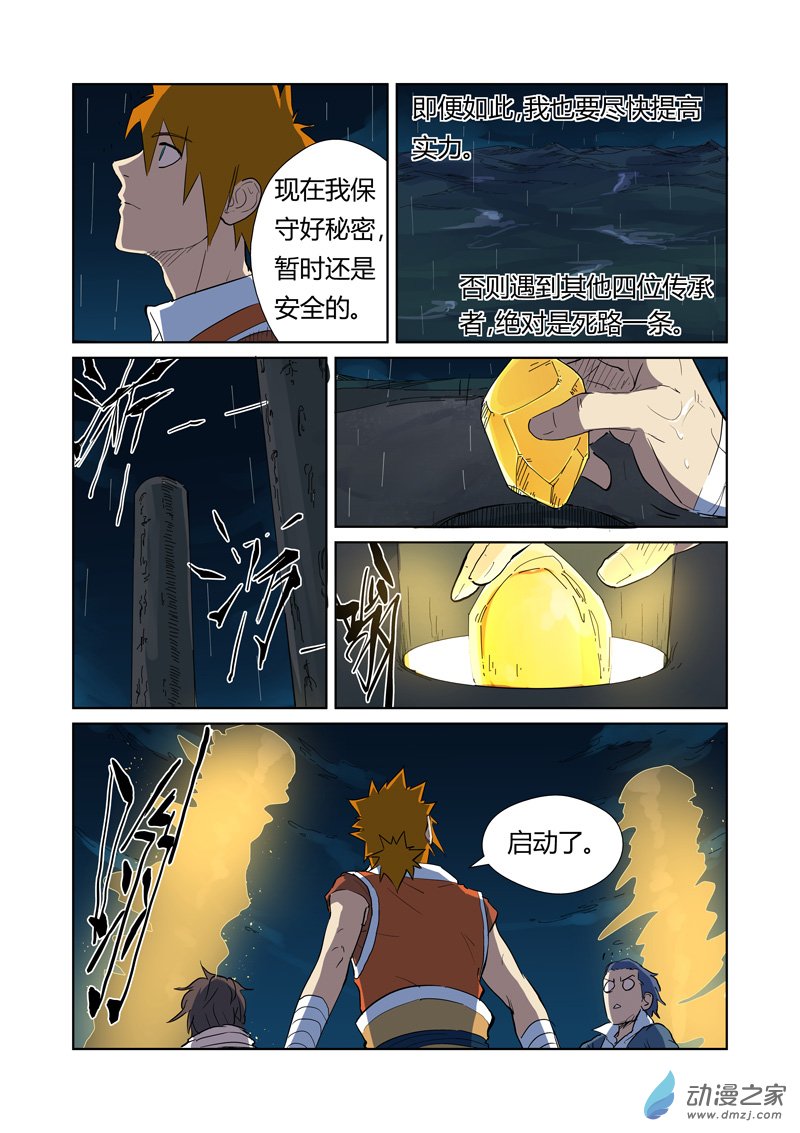 现在我保
守好秘密，
暂时还是
安全的。
即便如此，我也要尽快提高
实力。
否则遇到其他四位传承
者，绝对是死路一条。
启动了。
动漫之家
www.dmzj.com